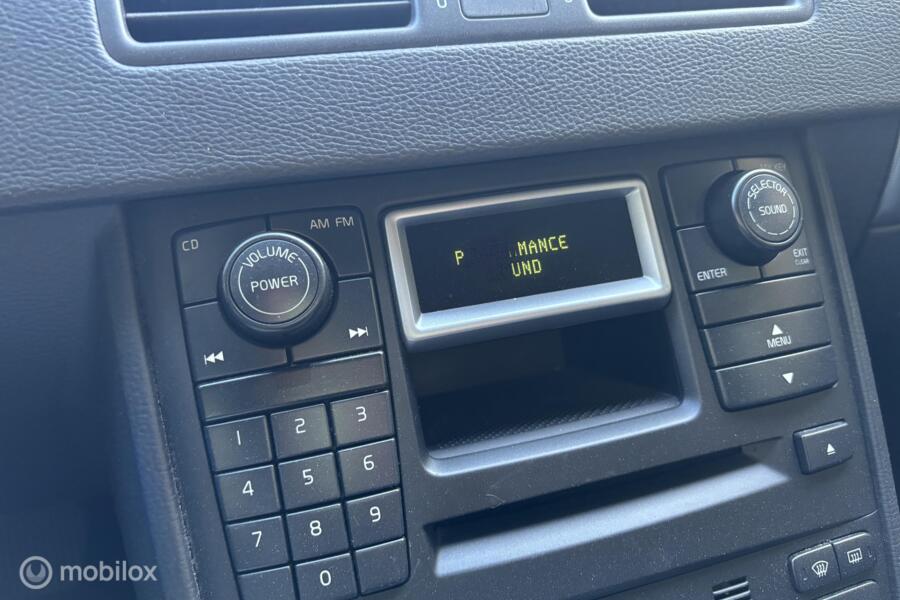 CD
AM FM
VOLUME
POWER
P MANCE
UND
SELECTOR
SOUND
ENTER
EXIT
CLEAR
MENU
1 2 3
4 5 6
7 8 9
0
mobilox